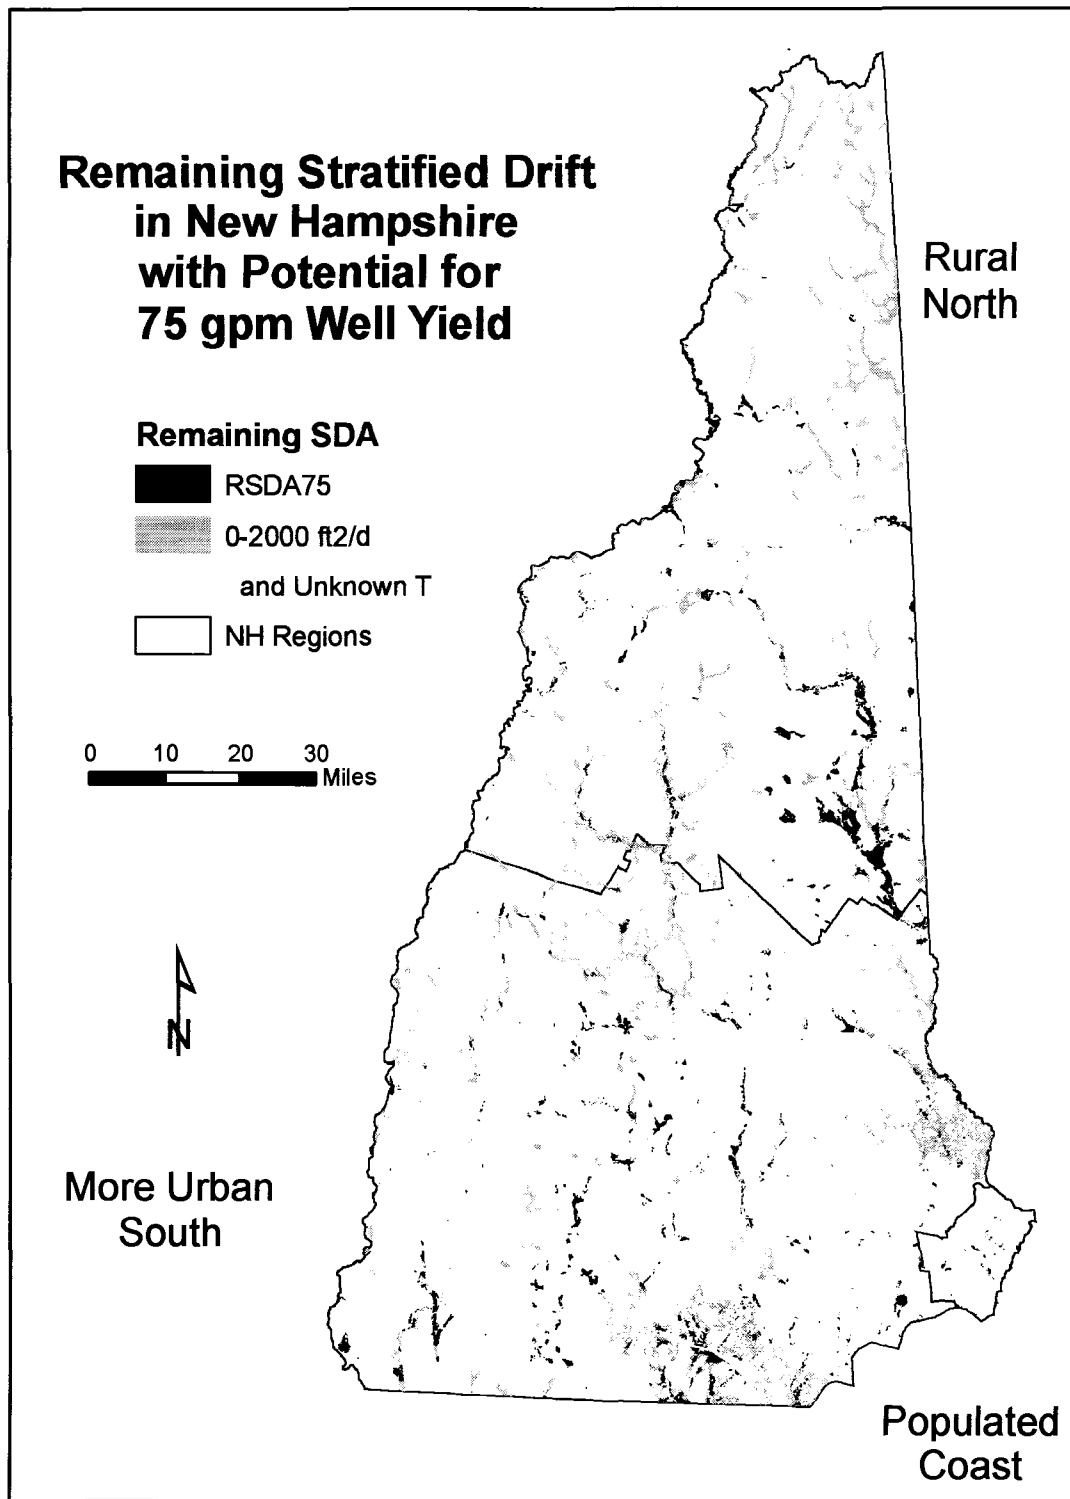 Remaining Stratified Drift
in New Hampshire
with Potential for
75 gpm Well Yield
Rural
North
Remaining SDA
RSDA75
0-2000 ft2/d
and Unknown T
NH Regions
0 10 20 30
Miles
N
More Urban
South
Populated
Coast